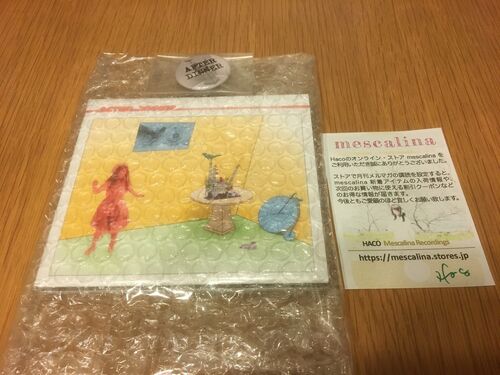 AFTER
DINNER
AFTER DINNER
mescalina
Hacoのオンライン・ストア mescalina を
ご利用いただき誠にありがとうございました。
ストアで月刊メルマガの購読を設定すると、
mescalina 新着アイテムの入荷情報や、
次回のお買い物に使える割引クーポンなど
のお得な情報が届きます。
今後ともご愛顧のほど宜しくお願い致します。
HACO Mescalina Recordings
https://mescalina.stores.jp
Haco